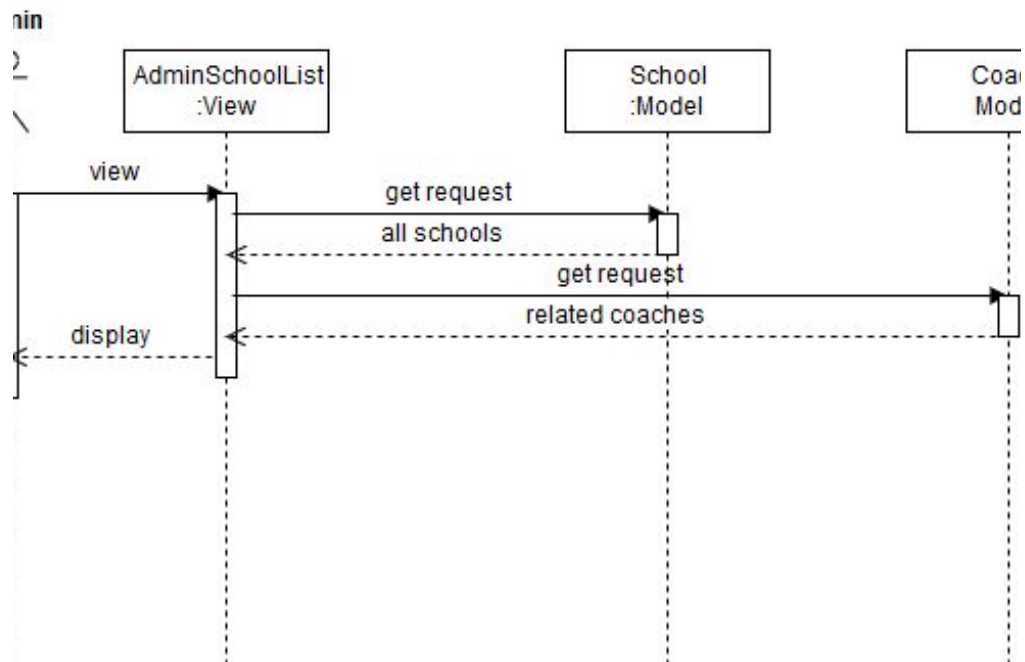 AdminSchoolList
:View
School
:Model
view
get request
all schools
get request
related coaches
display